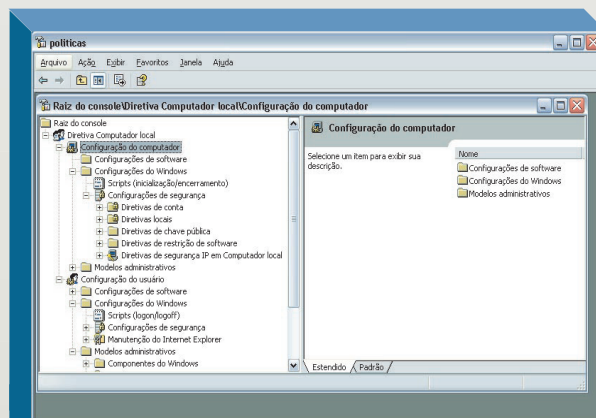 politicas
Arquivo Ação Exibir Favoritos Janela Ajuda
Raiz do console\Diretiva Computador local\Configuração do computador
Raiz do console
Diretiva Computador local
Configuração do computador
Configurações de software
Configurações do Windows
Scripts (inicialização/encerramento)
Configurações de segurança
Diretivas de conta
Diretivas locais
Diretivas de chave pública
Diretivas de restrição de software
Diretivas de segurança IP em Computador local
Modelos administrativos
Configuração do usuário
Configurações de software
Configurações do Windows
Scripts (logon/logoff)
Configurações de segurança
Manutenção do Internet Explorer
Modelos administrativos
Componentes do Windows
Configuração do computador
Selecione um item para exibir sua
descrição.
Nome
Configurações de software
Configurações do Windows
Modelos administrativos
Estendido Padrão